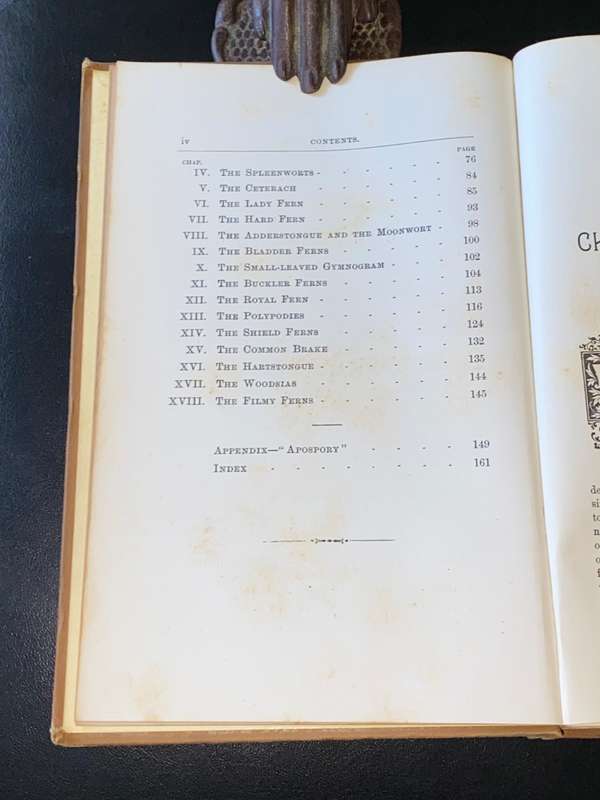 iv CONTENTS.
CHAP. PAGE
IV. THE SPLEENWORTS - - - - - 76
V. THE CETERACH - - - - - 84
VI. THE LADY FERN - - - - - 85
VII. THE HARD FERN - - - - - 93
VIII. THE ADDERSTONGUE AND THE MOONWORT - 98
IX. THE BLADDER FERNS - - - - 100
X. THE SMALL-LEAVED GYMNOGRAM - - - 102
XI. THE BUCKLER FERNS - - - - - 104
XII. THE ROYAL FERN - - - - - 113
XIII. THE POLYPODIES - - - - - 116
XIV. THE SHIELD FERNS - - - - - 124
XV. THE COMMON BRAKE - - - - 132
XVI. THE HARTSTONGUE - - - - - 135
XVII. THE WOODSIAS - - - - - 144
XVIII. THE FILMY FERNS - - - - - 145
APPENDIX—"APOSPORY" - - - - 149
INDEX - - - - - - - 161
CH
de
si
to
n
o
o
f